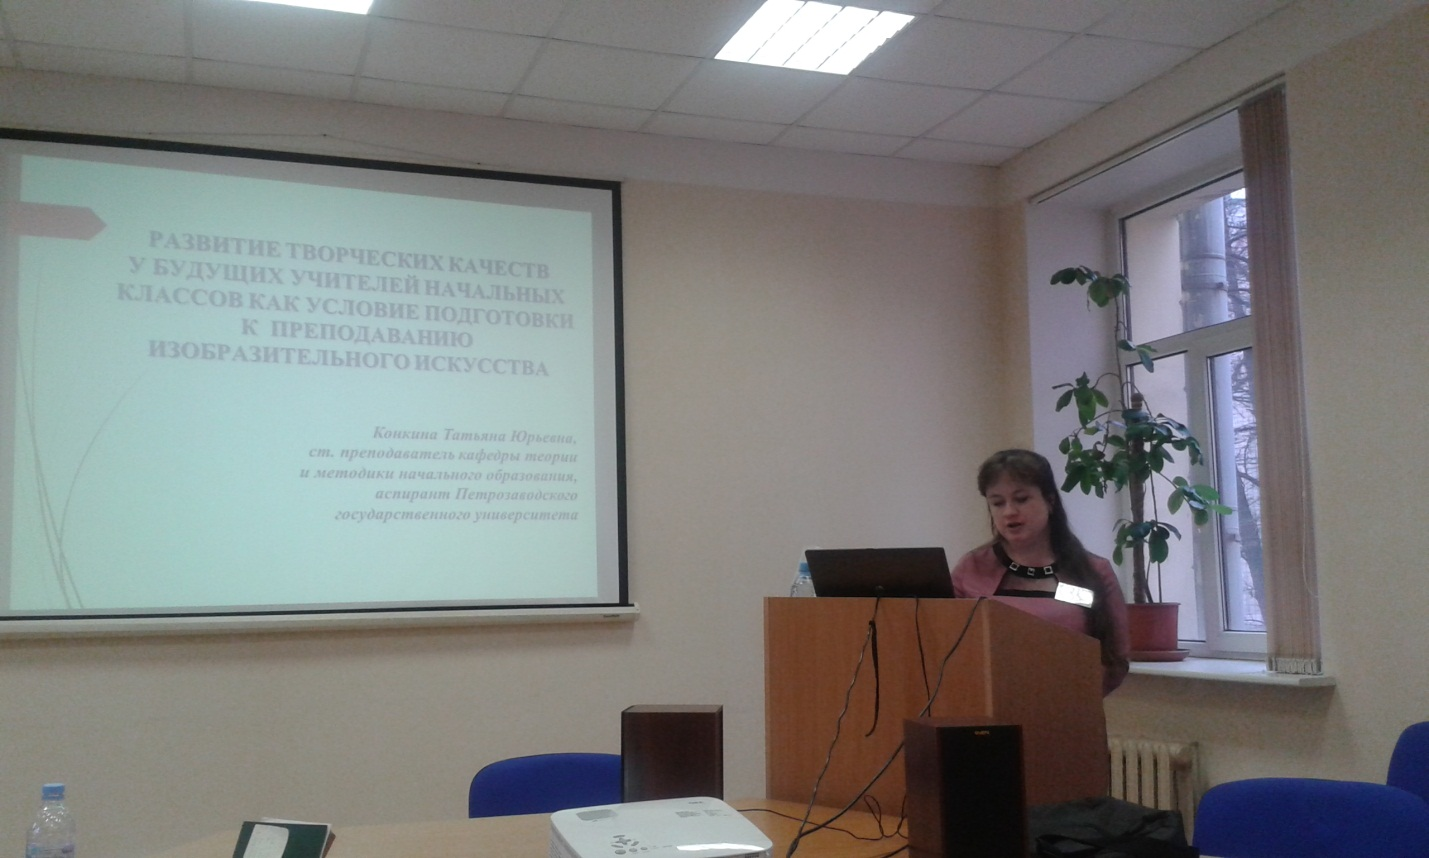 РАЗВИТИЕ ТВОРЧЕСКИХ КАЧЕСТВ
У БУДУЩИХ УЧИТЕЛЕЙ НАЧАЛЬНЫХ
КЛАССОВ КАК УСЛОВИЕ ПОДГОТОВКИ
К ПРЕПОДАВАНИЮ
ИЗОБРАЗИТЕЛЬНОГО ИСКУССТВА
Конкина Татьяна Юрьевна,
ст. преподаватель кафедры теории
и методики начального образования,
аспирант Петрозаводского
государственного университета